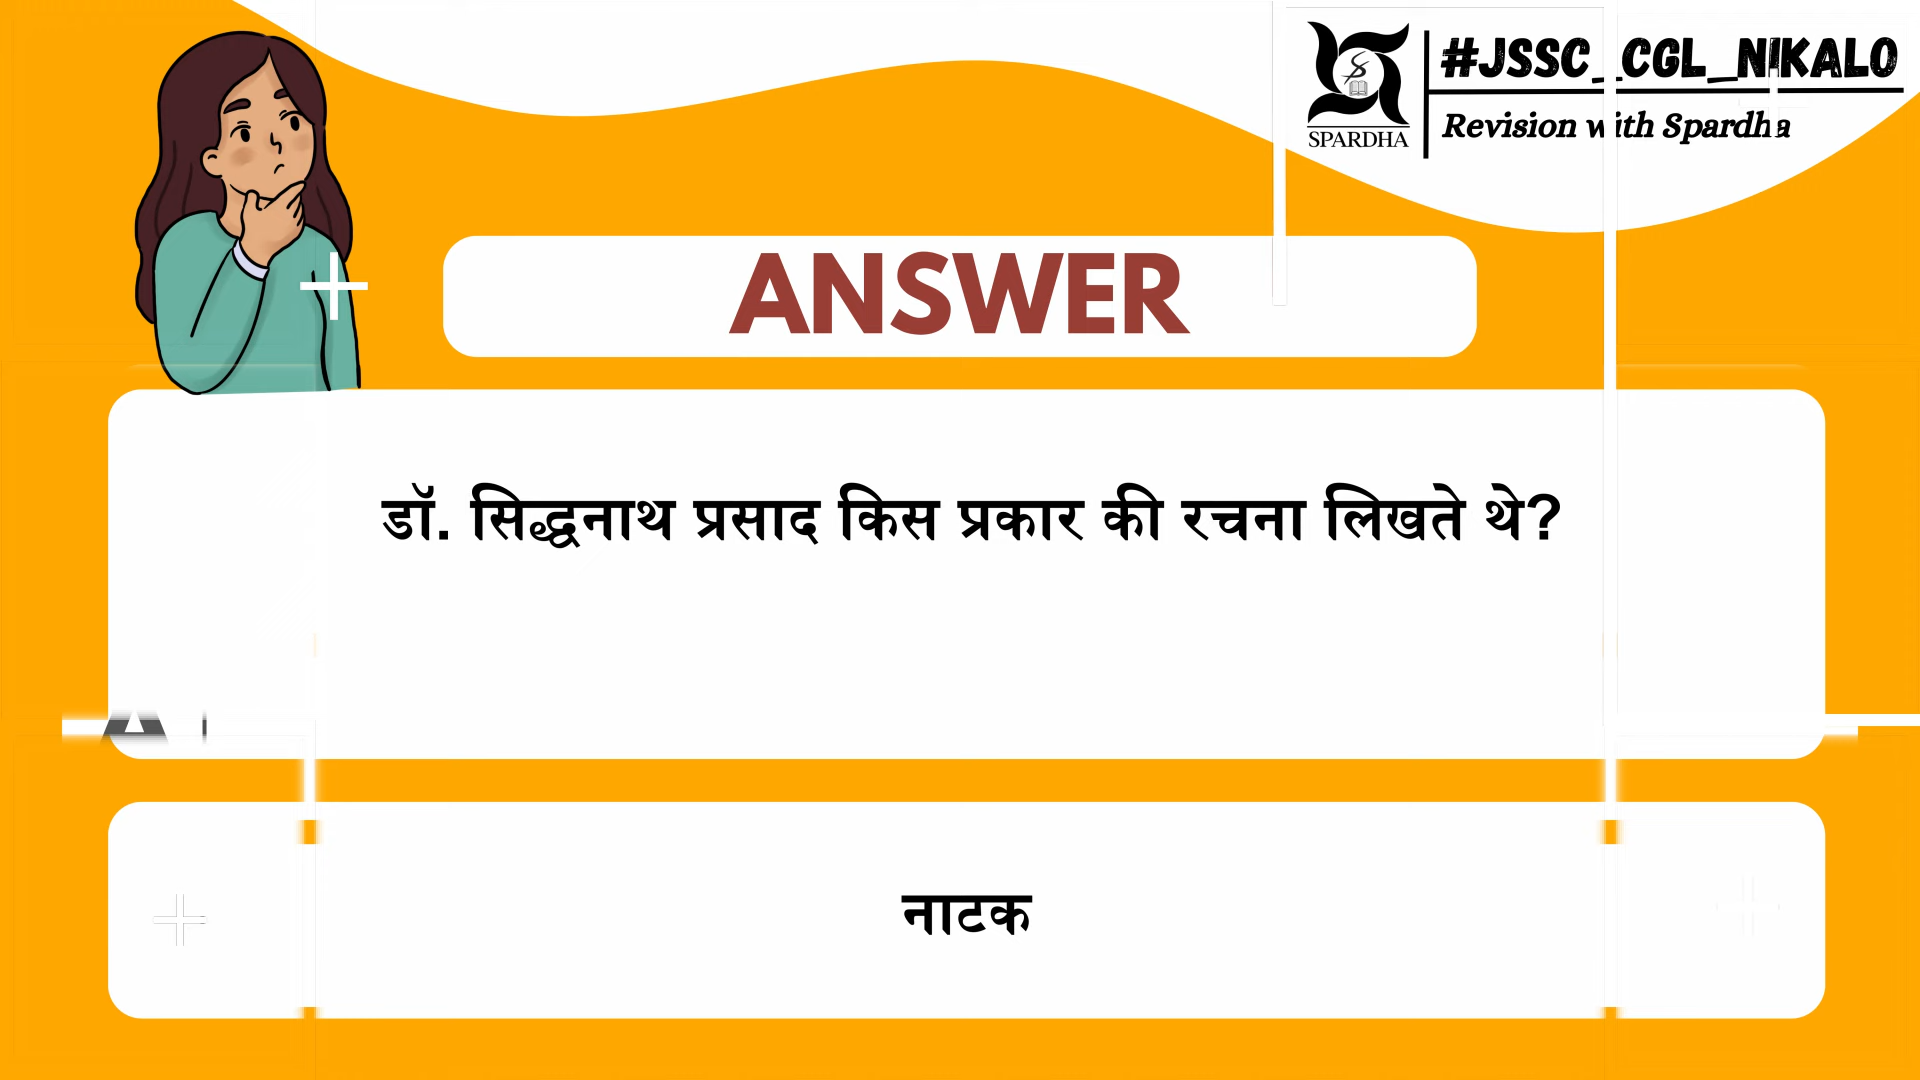 #JSSC_CGL_NIKALO
Revision with Spardha
SPARDHA
ANSWER
डॉ. सिद्धनाथ प्रसाद किस प्रकार की रचना लिखते थे?
नाटक